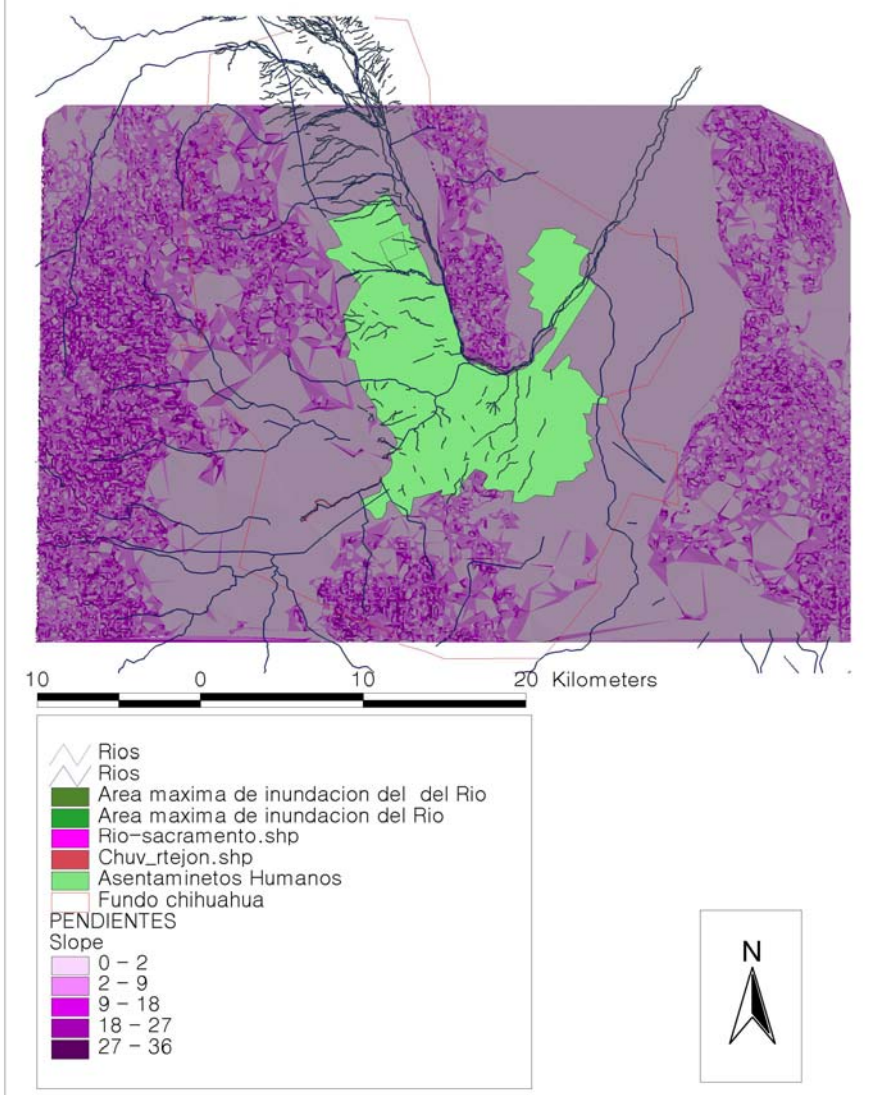 10 0 10 20 Kilometers
Rios
Rios
Area maxima de inundacion del  del Rio
Area maxima de inundacion del Rio
Rio-sacramento.shp
Chuv_rtejon.shp
Asentaminetos Humanos
Fundo chihuahua
PENDIENTES
Slope
0 - 2
2 - 9
9 - 18
18 - 27
27 - 36
N